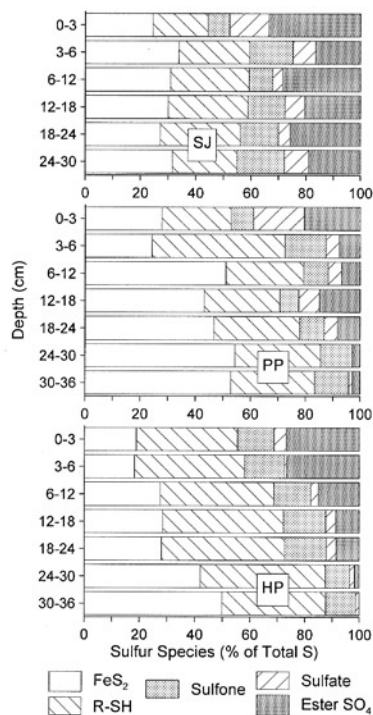 0-3
3-6
6-12
12-18
18-24
24-30
SJ
0 20 40 60 80 100
0-3
3-6
6-12
12-18
18-24
24-30
30-36
PP
Depth (cm)
0 20 40 60 80 100
0-3
3-6
6-12
12-18
18-24
24-30
30-36
HP
0 20 40 60 80 100
Sulfur Species (% of Total S)
FeS₂
Sulfone
Sulfate
R-SH
Ester SO₄